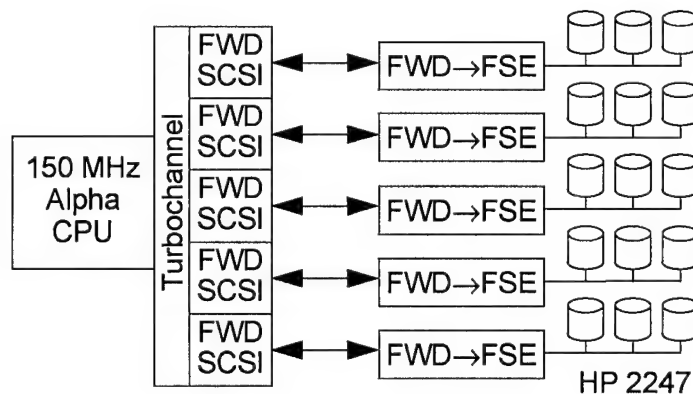 150 MHz
Alpha
CPU
Turbochannel
FWD
SCSI
FWD
SCSI
FWD
SCSI
FWD
SCSI
FWD
SCSI
FWD→FSE
FWD→FSE
FWD→FSE
FWD→FSE
FWD→FSE
HP 2247